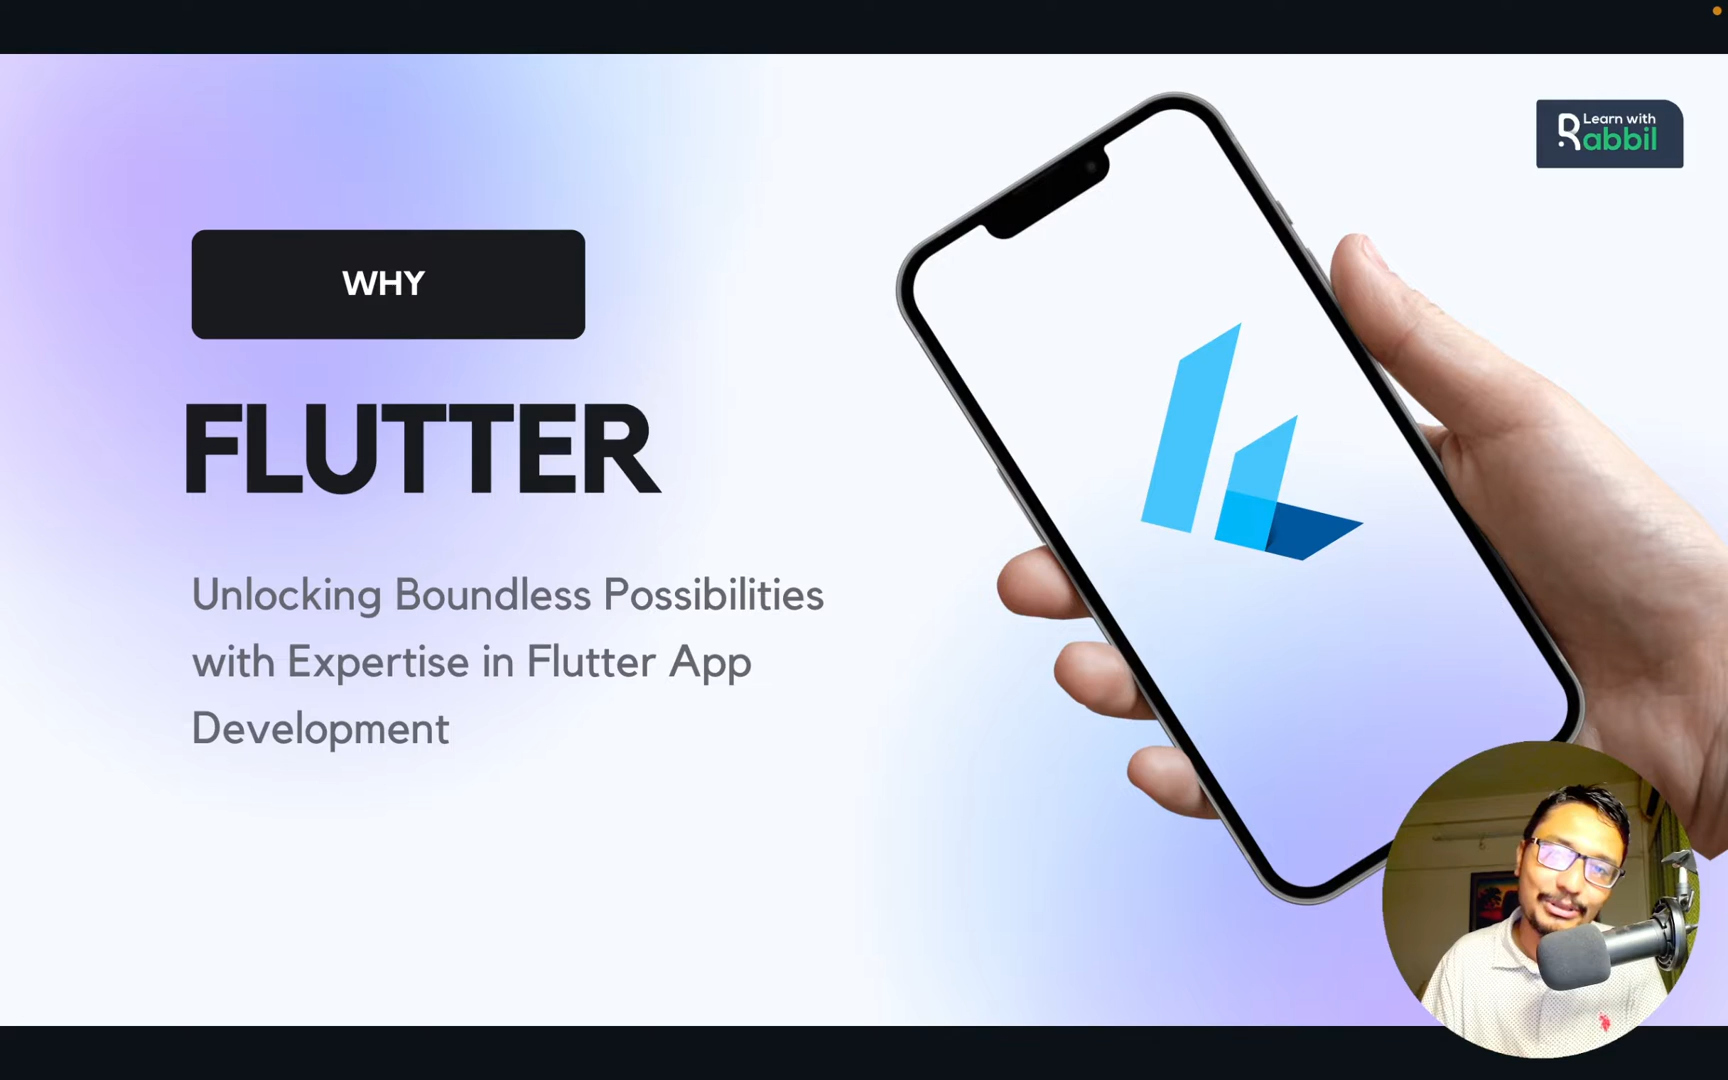 Learn with
Rabbil
WHY
FLUTTER
Unlocking Boundless Possibilities
with Expertise in Flutter App
Development